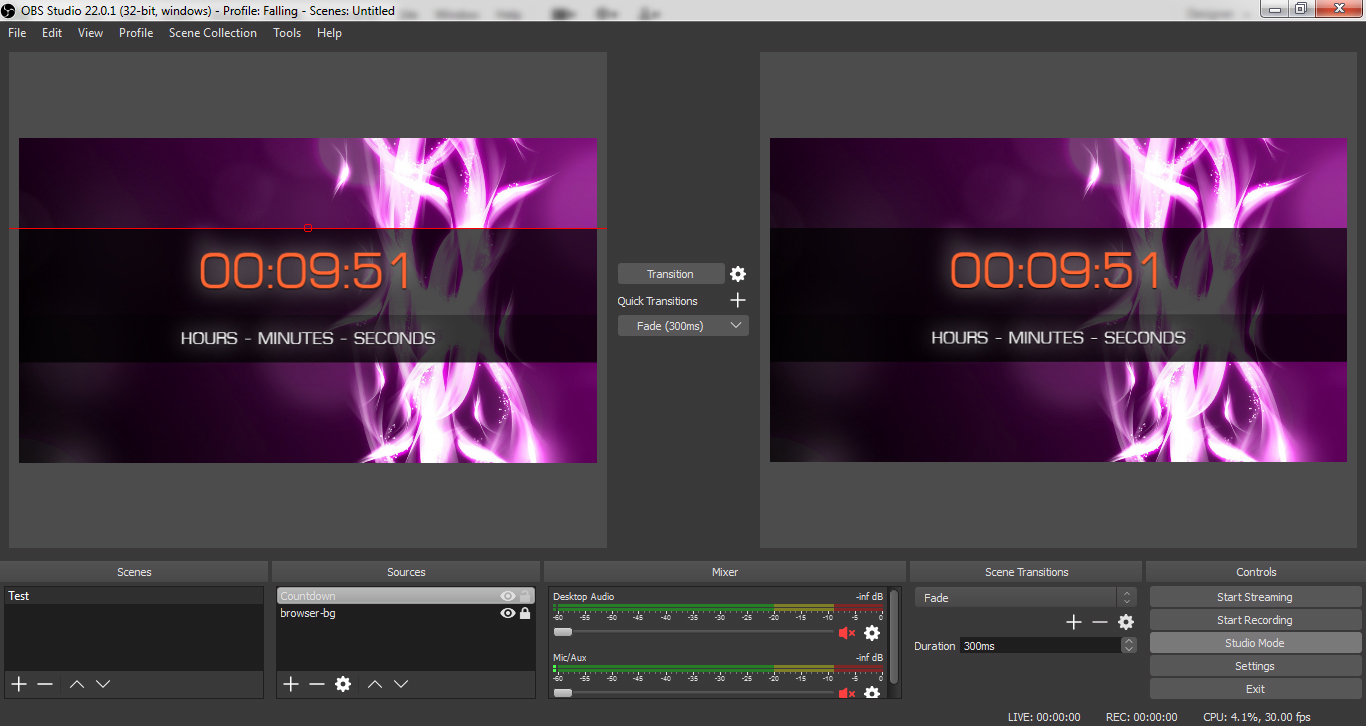 OBS Studio 22.0.1 (32-bit, windows) - Profile: Falling - Scenes: Untitled
File Edit View Profile Scene Collection Tools Help
00:09:51
HOURS - MINUTES - SECONDS
Transition
Quick Transitions
Fade (300ms)
00:09:51
HOURS - MINUTES - SECONDS
Scenes
Test
Sources
Countdown
browser-bg
Mixer
Desktop Audio -inf dB
-60 -55 -50 -45 -40 -35 -30 -25 -20 -15 -10 -5 0
Mic/Aux -inf dB
-60 -55 -50 -45 -40 -35 -30 -25 -20 -15 -10 -5 0
Scene Transitions
Fade
Duration 300ms
Controls
Start Streaming
Start Recording
Studio Mode
Settings
Exit
LIVE: 00:00:00 REC: 00:00:00 CPU: 4.1%, 30.00 fps